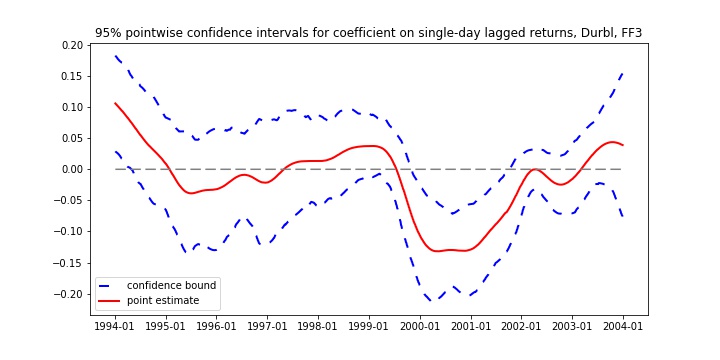 95% pointwise confidence intervals for coefficient on single-day lagged returns, Durbl, FF3
0.20
0.15
0.10
0.05
0.00
−0.05
−0.10
−0.15
−0.20
confidence bound
point estimate
1994-01 1995-01 1996-01 1997-01 1998-01 1999-01 2000-01 2001-01 2002-01 2003-01 2004-01